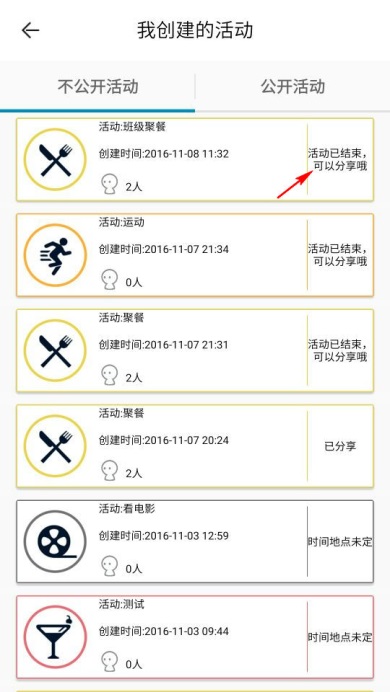 我创建的活动
不公开活动
公开活动
活动:班级聚餐
创建时间:2016-11-08 11:32
2人
活动已结束，
可以分享哦
活动:运动
创建时间:2016-11-07 21:34
0人
活动已结束，
可以分享哦
活动:聚餐
创建时间:2016-11-07 21:31
2人
活动已结束，
可以分享哦
活动:聚餐
创建时间:2016-11-07 20:24
2人
已分享
活动:看电影
创建时间:2016-11-03 12:59
0人
时间地点未定
活动:测试
创建时间:2016-11-03 09:44
0人
时间地点未定